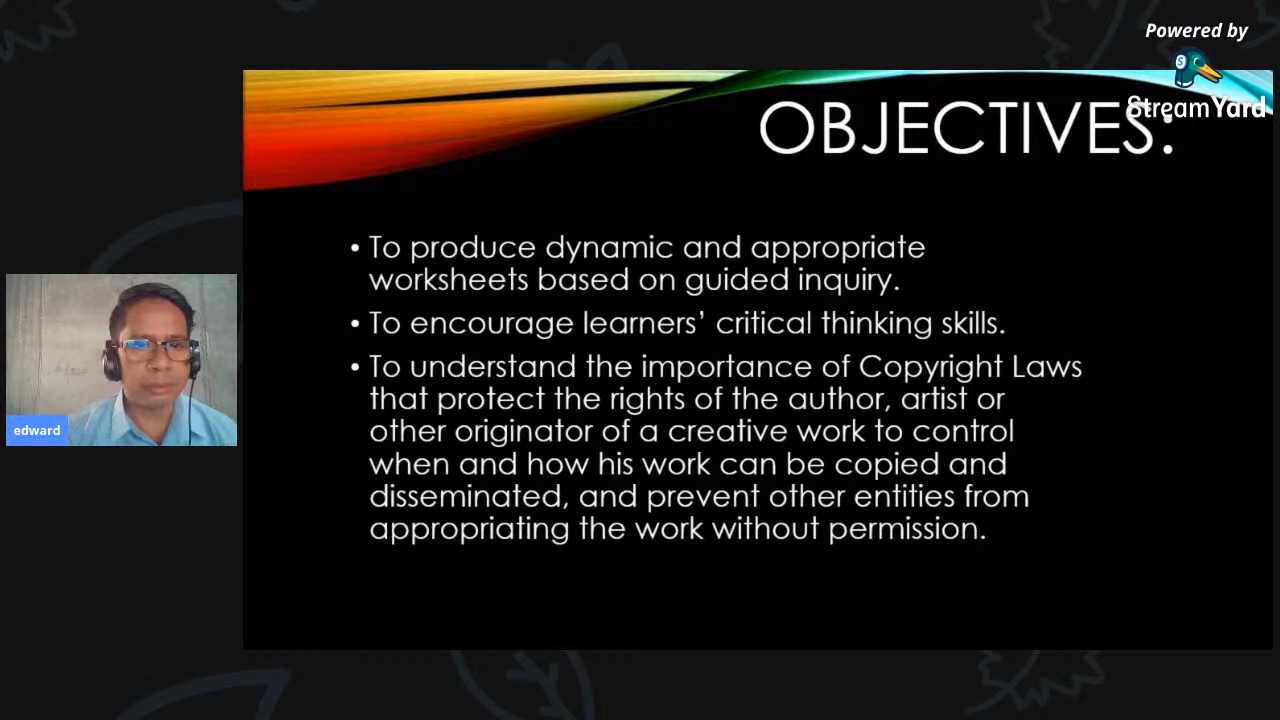 Powered by
StreamYard
OBJECTIVES:
• To produce dynamic and appropriate
worksheets based on guided inquiry.
• To encourage learners’ critical thinking skills.
• To understand the importance of Copyright Laws
that protect the rights of the author, artist or
other originator of a creative work to control
when and how his work can be copied and
disseminated, and prevent other entities from
appropriating the work without permission.
edward